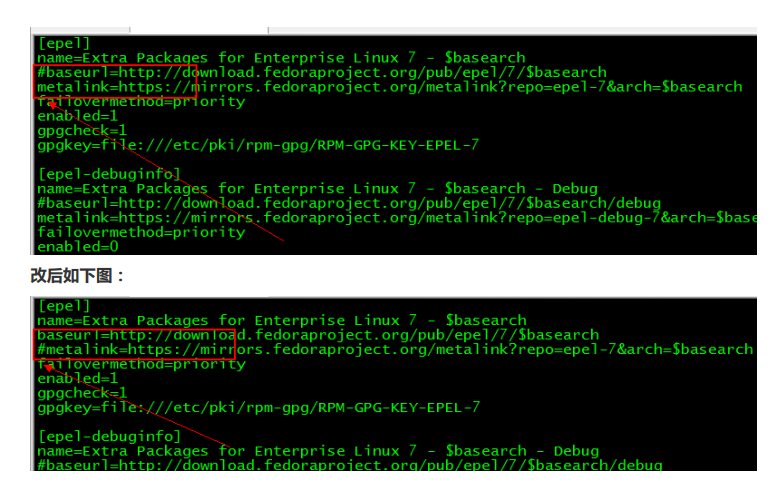 [epel]
name=Extra Packages for Enterprise Linux 7 - $basearch
#baseurl=http://download.fedoraproject.org/pub/epel/7/$basearch
metalink=https://mirrors.fedoraproject.org/metalink?repo=epel-7&arch=$basearch
failovermethod=priority
enabled=1
gpgcheck=1
gpgkey=file:///etc/pki/rpm-gpg/RPM-GPG-KEY-EPEL-7
[epel-debuginfo]
name=Extra Packages for Enterprise Linux 7 - $basearch - Debug
#baseurl=http://download.fedoraproject.org/pub/epel/7/$basearch/debug
metalink=https://mirrors.fedoraproject.org/metalink?repo=epel-debug-7&arch=$base
failovermethod=priority
enabled=0
改后如下图：
[epel]
name=Extra Packages for Enterprise Linux 7 - $basearch
baseurl=http://download.fedoraproject.org/pub/epel/7/$basearch
#metalink=https://mirrors.fedoraproject.org/metalink?repo=epel-7&arch=$basearch
failovermethod=priority
enabled=1
gpgcheck=1
gpgkey=file:///etc/pki/rpm-gpg/RPM-GPG-KEY-EPEL-7
[epel-debuginfo]
name=Extra Packages for Enterprise Linux 7 - $basearch - Debug
#baseurl=http://download.fedoraproject.org/pub/epel/7/$basearch/debug